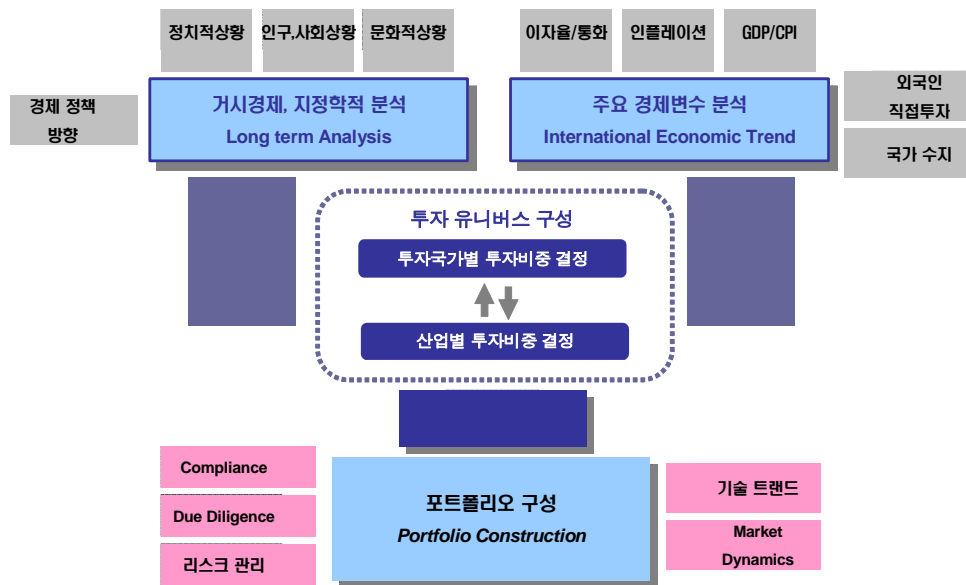 정치적상황
인구,사회상황
문화적상황
이자율/통화
인플레이션
GDP/CPI
경제 정책
방향
거시경제, 지정학적 분석
Long term Analysis
주요 경제변수 분석
International Economic Trend
외국인
직접투자
국가 수지
투자 유니버스 구성
투자국가별 투자비중 결정
산업별 투자비중 결정
Compliance
Due Diligence
리스크 관리
포트폴리오 구성
Portfolio Construction
기술 트랜드
Market
Dynamics